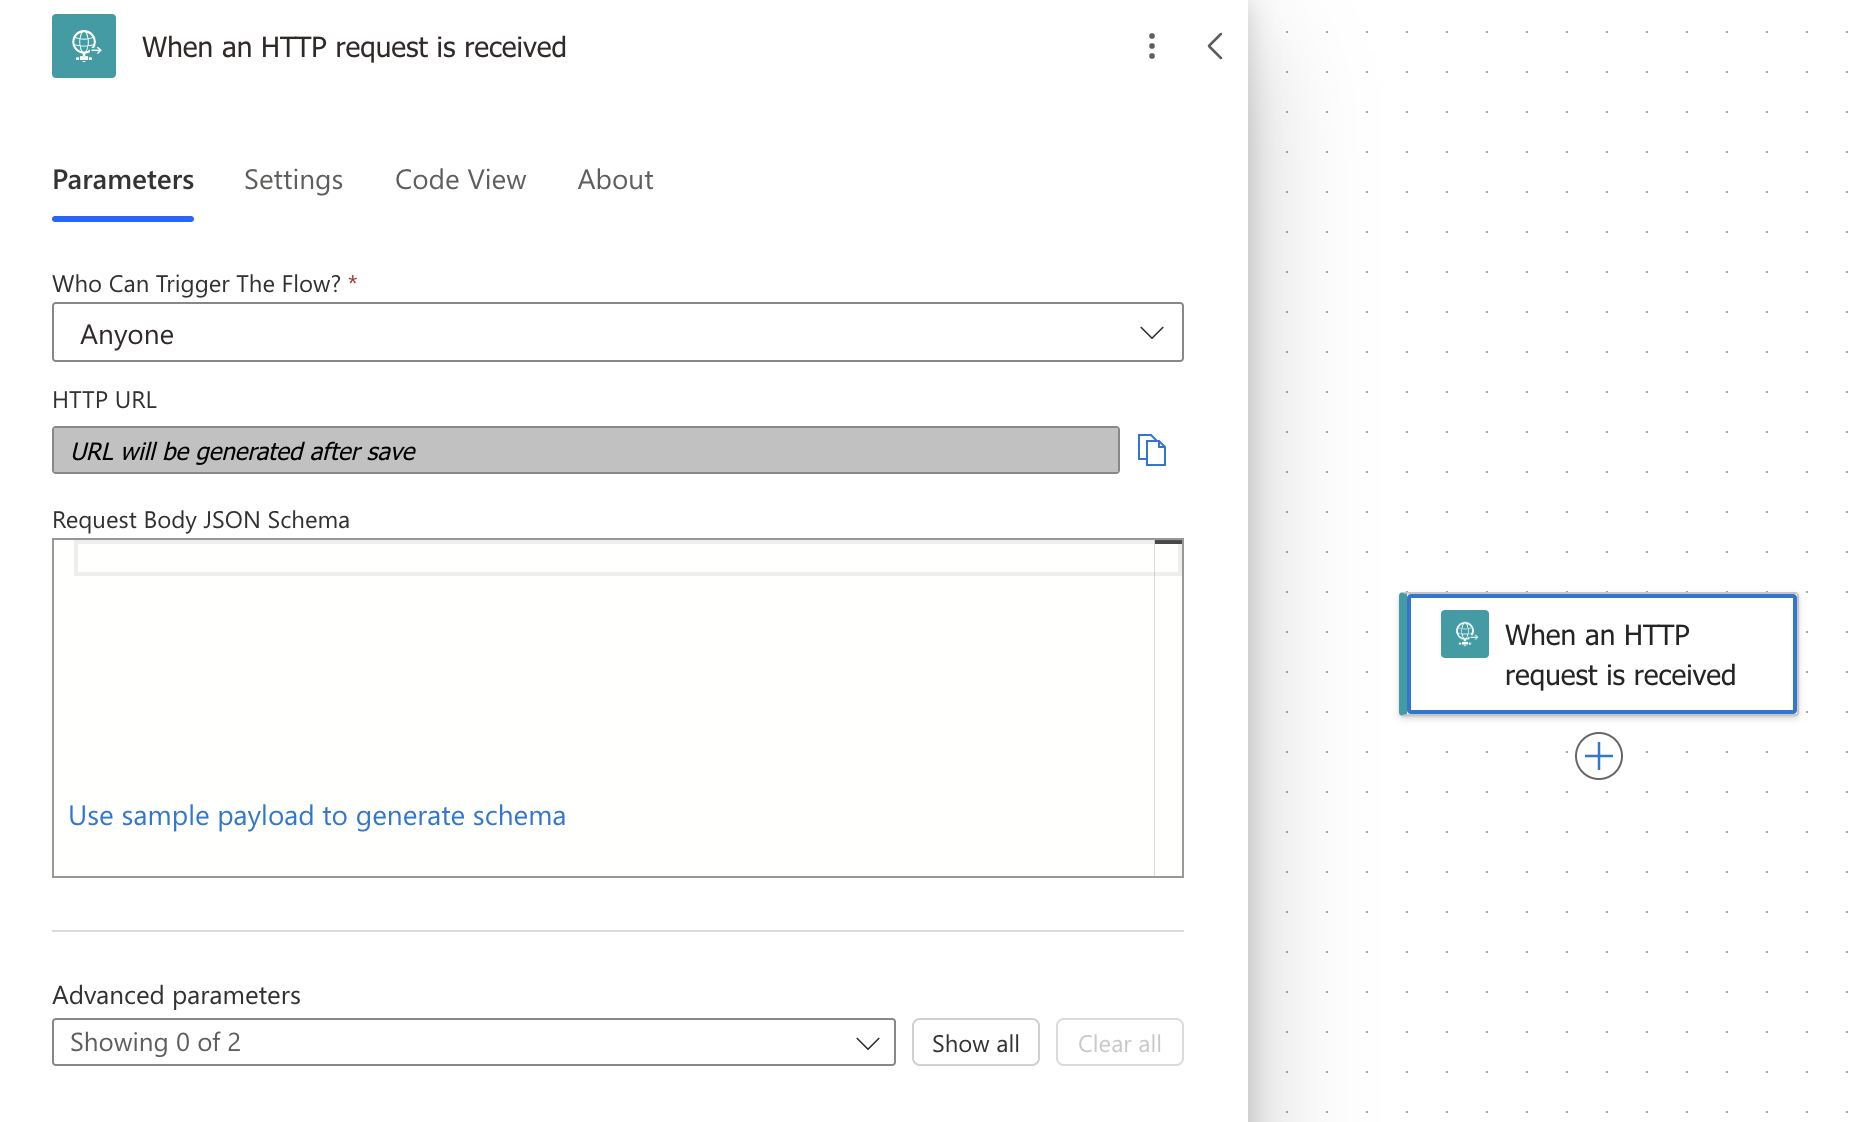 When an HTTP request is received
Parameters Settings Code View About
Who Can Trigger The Flow? *
Anyone
HTTP URL
URL will be generated after save
Request Body JSON Schema
Use sample payload to generate schema
Advanced parameters
Showing 0 of 2
Show all
Clear all
When an HTTP
request is received